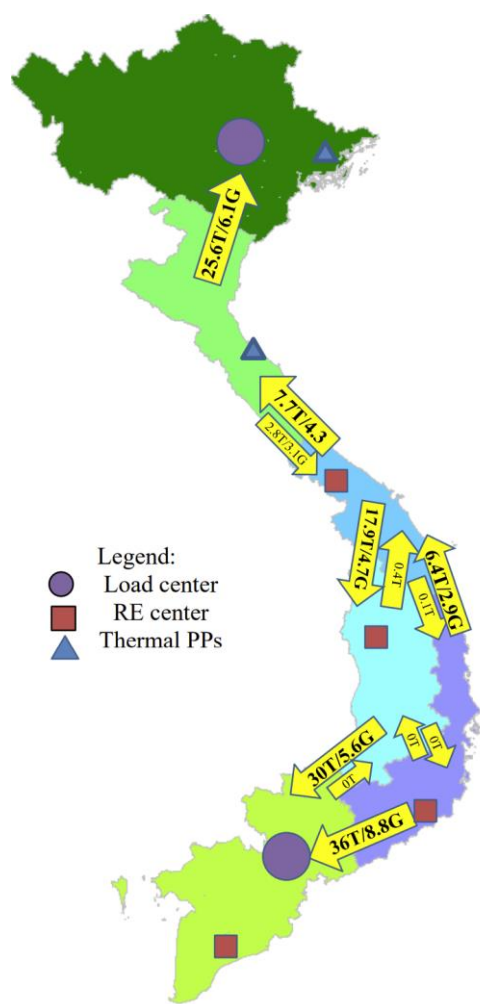 25.6T/6.1G
7.7T/4.3
2.8T/3.1G
17.9T/4.7G
0.4T
6.4T/2.9G
0.1T
Legend:
Load center
RE center
Thermal PPs
0T
0T
30T/5.6G
0T
36T/8.8G